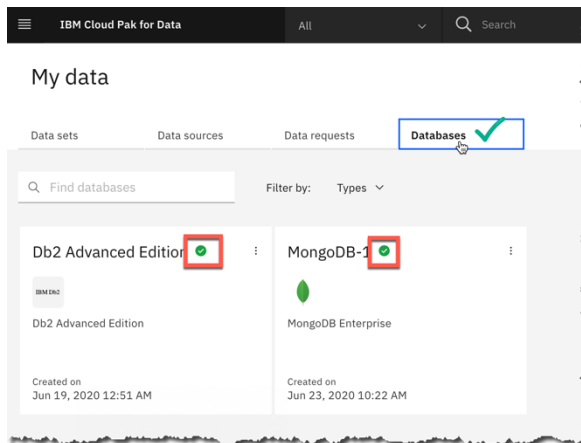 IBM Cloud Pak for Data All Search
My data
Data sets Data sources Data requests Databases
Find databases Filter by: Types
Db2 Advanced Edition MongoDB-1
IBM Db2
Db2 Advanced Edition MongoDB Enterprise
Created on Created on
Jun 19, 2020 12:51 AM Jun 23, 2020 10:22 AM